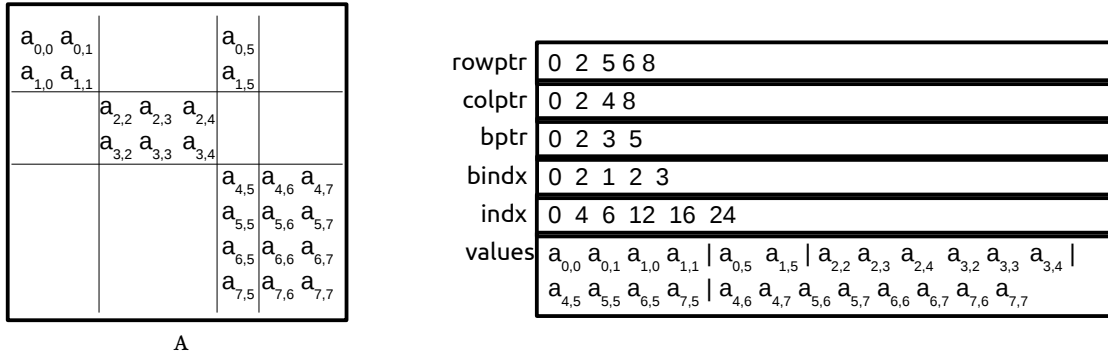 a0,0 a0,1 a0,5
a1,0 a1,1 a1,5
a2,2 a2,3 a2,4
a3,2 a3,3 a3,4
a4,5 a4,6 a4,7
a5,5 a5,6 a5,7
a6,5 a6,6 a6,7
a7,5 a7,6 a7,7
A
rowptr 0 2 5 6 8
colptr 0 2 4 8
bptr 0 2 3 5
bindx 0 2 1 2 3
indx 0 4 6 12 16 24
values a0,0 a0,1 a1,0 a1,1 | a0,5 a1,5 | a2,2 a2,3 a2,4 a3,2 a3,3 a3,4 |
a4,5 a5,5 a6,5 a7,5 | a4,6 a4,7 a5,6 a5,7 a6,6 a6,7 a7,6 a7,7